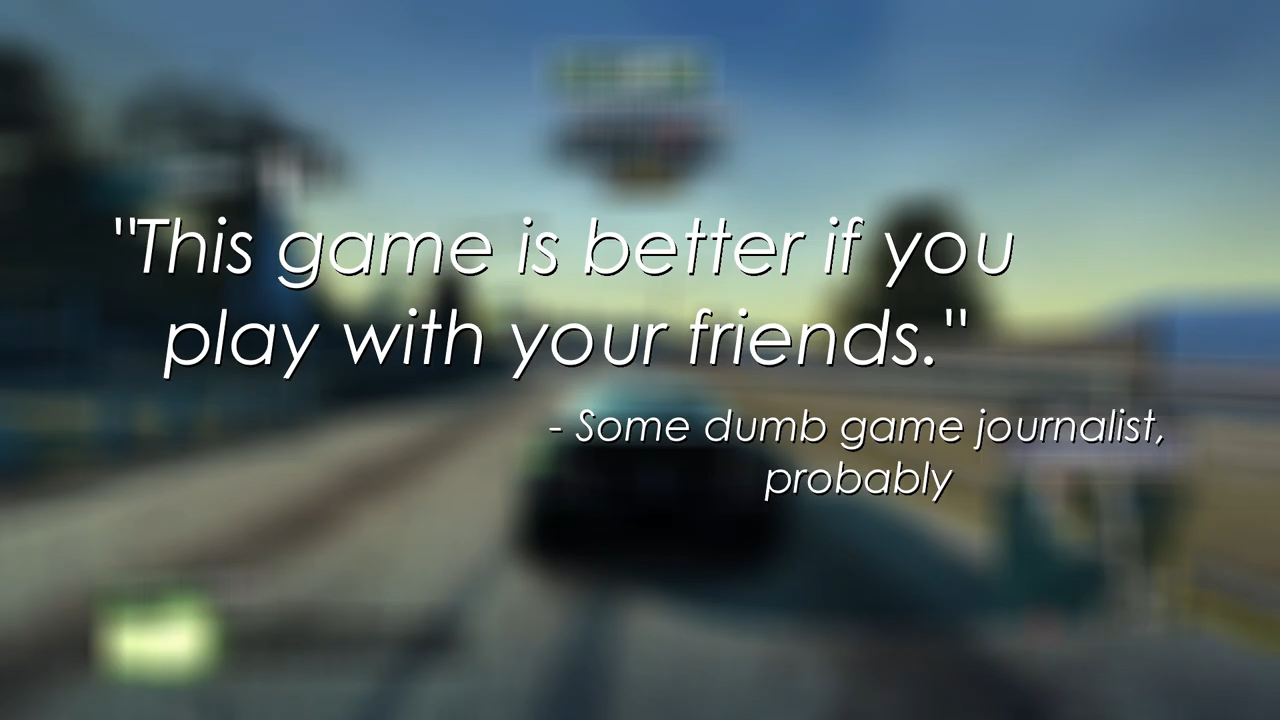 "This game is better if you
play with your friends."
- Some dumb game journalist,
probably